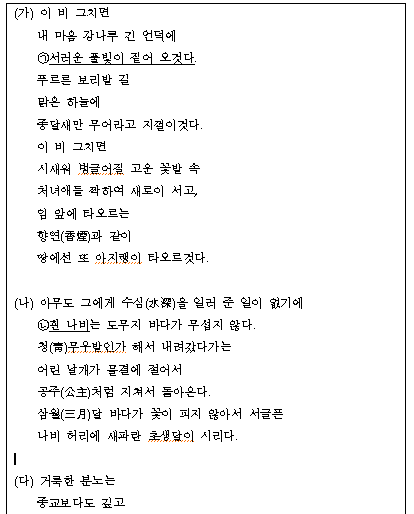 (가) 이 비 그치면
내 마음 강나루 긴 언덕에
㉠서러운 풀빛이 짙어 오것다.
푸르른 보리밭 길
맑은 하늘에
종달새만 무어라고 지껄이것다.
이 비 그치면
시새워 벙글어질 고운 꽃밭 속
처녀애들 짝하여 새로이 서고,
임 앞에 타오르는
향연(香煙)과 같이
땅에선 또 아지랭이 타오르것다.
(나) 아무도 그에게 수심(水深)을 일러 준 일이 없기에
㉡흰 나비는 도무지 바다가 무섭지 않다.
청(靑)무우밭인가 해서 내려갔다가는
어린 날개가 물결에 절어서
공주(公主)처럼 지쳐서 돌아온다.
삼월(三月)달 바다가 꽃이 피지 않아서 서글픈
나비 허리에 새파란 초생달이 시리다.
(다) 거룩한 분노는
종교보다도 깊고